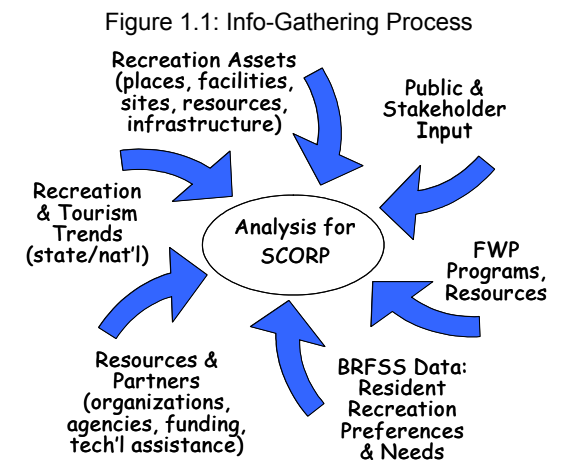 Figure 1.1: Info-Gathering Process
Recreation Assets
(places, facilities,
sites, resources,
infrastructure)
Public &
Stakeholder
Input
Recreation
& Tourism
Trends
(state/nat'l)
Analysis for
SCORP
FWP
Programs,
Resources
Resources &
Partners
(organizations,
agencies, funding,
tech'l assistance)
BRFSS Data:
Resident
Recreation
Preferences
& Needs